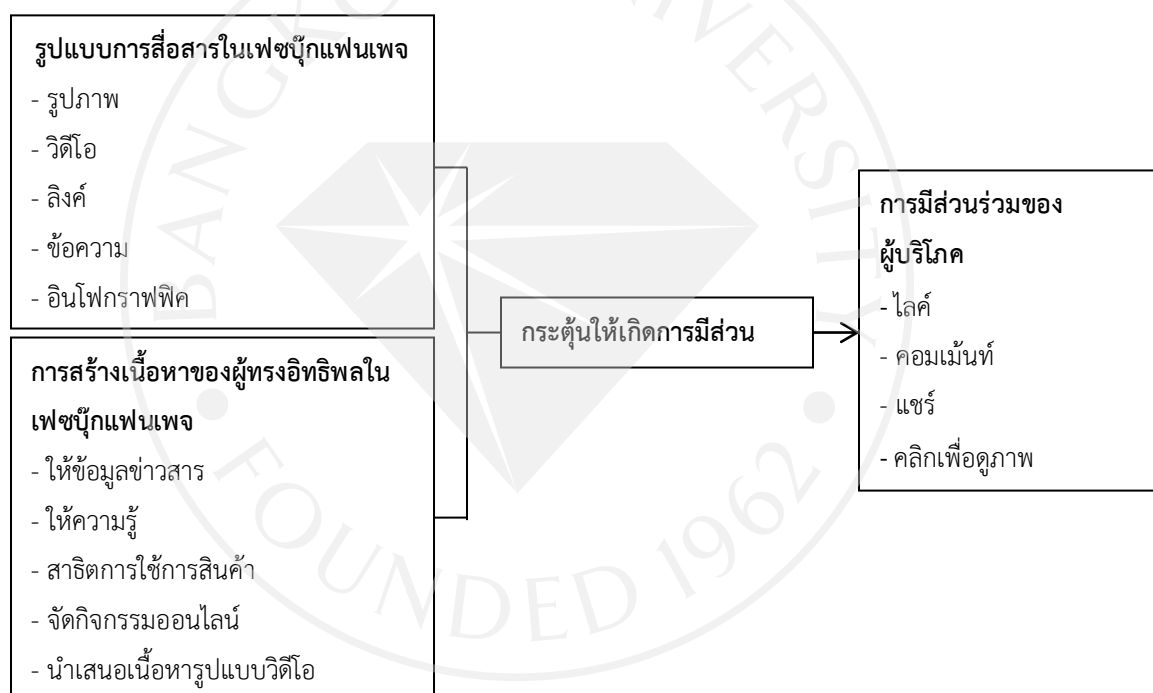 รูปแบบการสื่อสารในเฟซบุ๊กแฟนเพจ
- รูปภาพ
- วิดีโอ
- ลิงค์
- ข้อความ
- อินโฟกราฟฟิค
การสร้างเนื้อหาของผู้ทรงอิทธิพลใน
เฟซบุ๊กแฟนเพจ
- ให้ข้อมูลข่าวสาร
- ให้ความรู้
- สาธิตการใช้การสินค้า
- จัดกิจกรรมออนไลน์
- นำเสนอเนื้อหารูปแบบวิดีโอ
กระตุ้นให้เกิดการมีส่วน
การมีส่วนร่วมของ
ผู้บริโภค
- ไลค์
- คอมเม้นท์
- แชร์
- คลิกเพื่อดูภาพ
BANGKOK UNIVERSITY
FOUNDED 1962